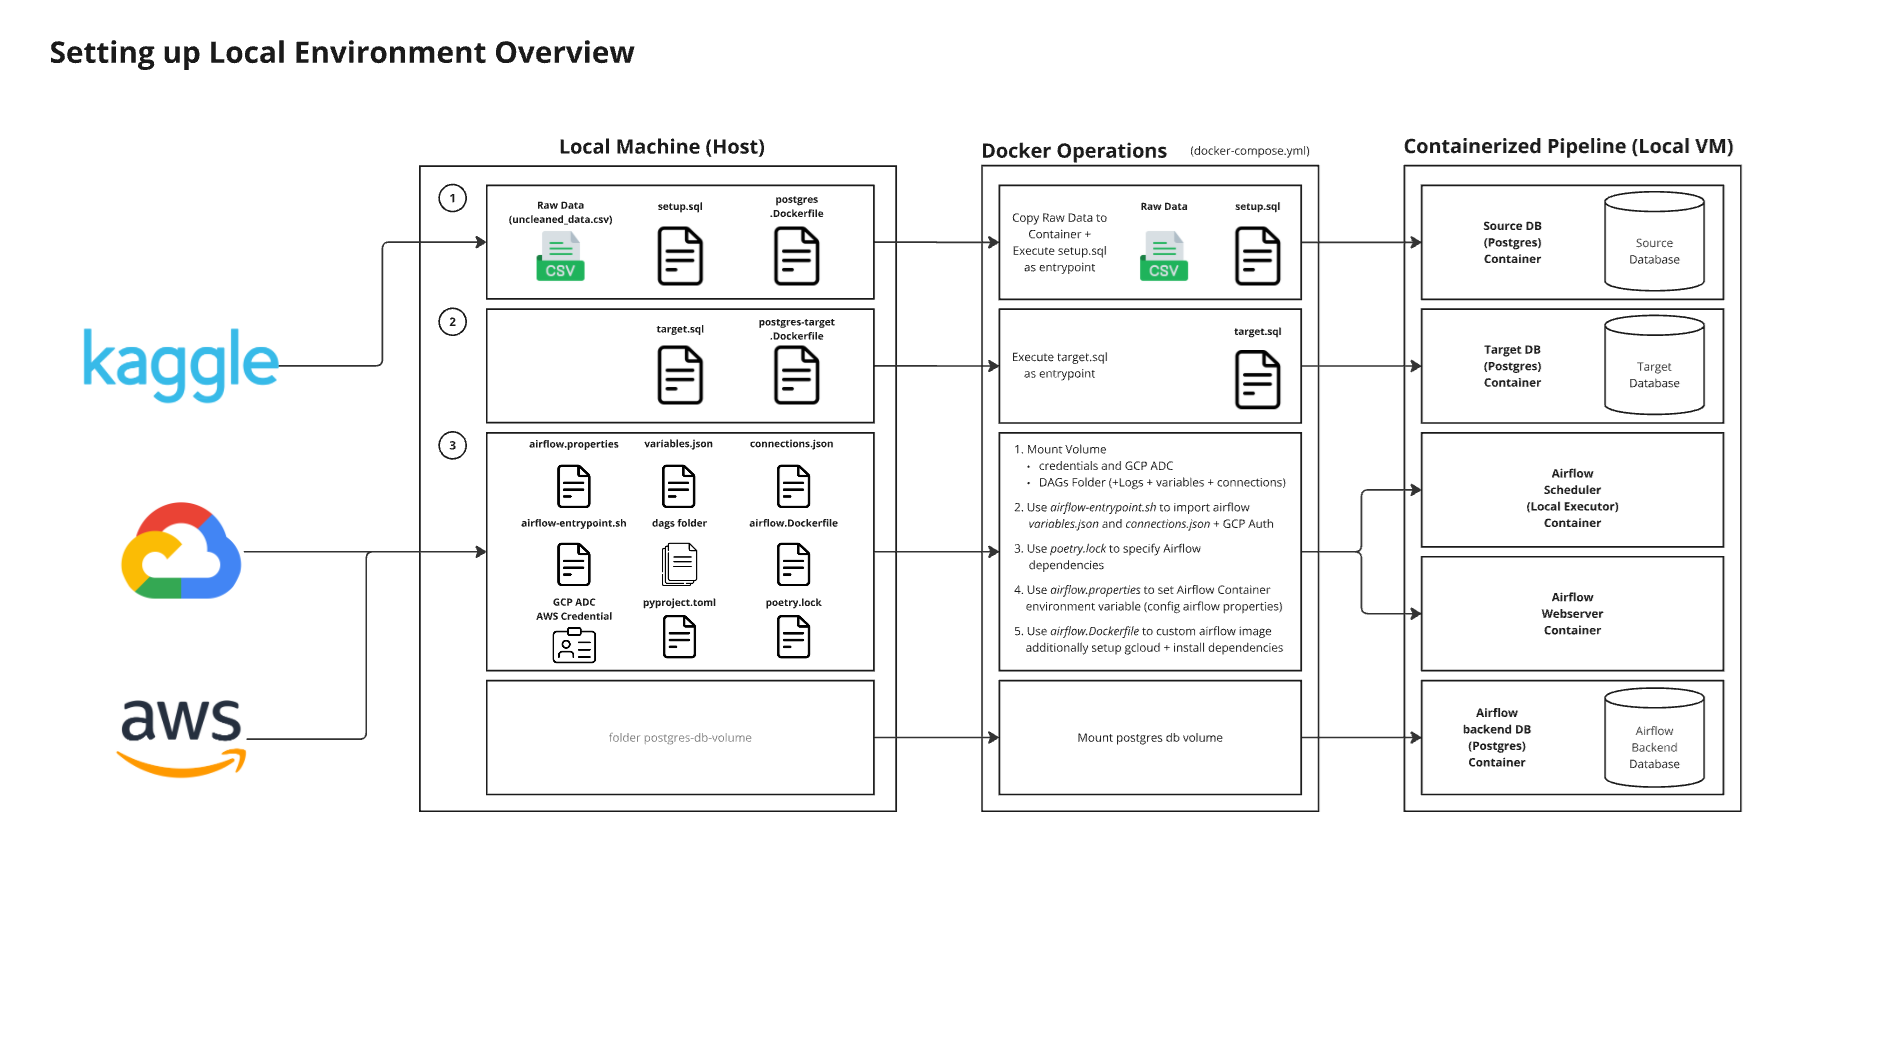 Setting up Local Environment Overview
Local Machine (Host)
Docker Operations (docker-compose.yml)
Containerized Pipeline (Local VM)
kaggle
aws
1
Raw Data
(uncleaned_data.csv)
CSV
setup.sql
postgres
.Dockerfile
Copy Raw Data to
Container +
Execute setup.sql
as entrypoint
Raw Data
CSV
setup.sql
Source DB
(Postgres)
Container
Source
Database
2
target.sql
postgres-target
.Dockerfile
Execute target.sql
as entrypoint
target.sql
Target DB
(Postgres)
Container
Target
Database
3
airflow.properties
variables.json
connections.json
airflow-entrypoint.sh
dags folder
airflow.Dockerfile
GCP ADC
AWS Credential
pyproject.toml
poetry.lock
1. Mount Volume
• credentials and GCP ADC
• DAGs Folder (+Logs + variables + connections)
2. Use airflow-entrypoint.sh to import airflow
variables.json and connections.json + GCP Auth
3. Use poetry.lock to specify Airflow
dependencies
4. Use airflow.properties to set Airflow Container
environment variable (config airflow properties)
5. Use airflow.Dockerfile to custom airflow image
additionally setup gcloud + install dependencies
Airflow
Scheduler
(Local Executor)
Container
Airflow
Webserver
Container
folder postgres-db-volume
Mount postgres db volume
Airflow
backend DB
(Postgres)
Container
Airflow
Backend
Database